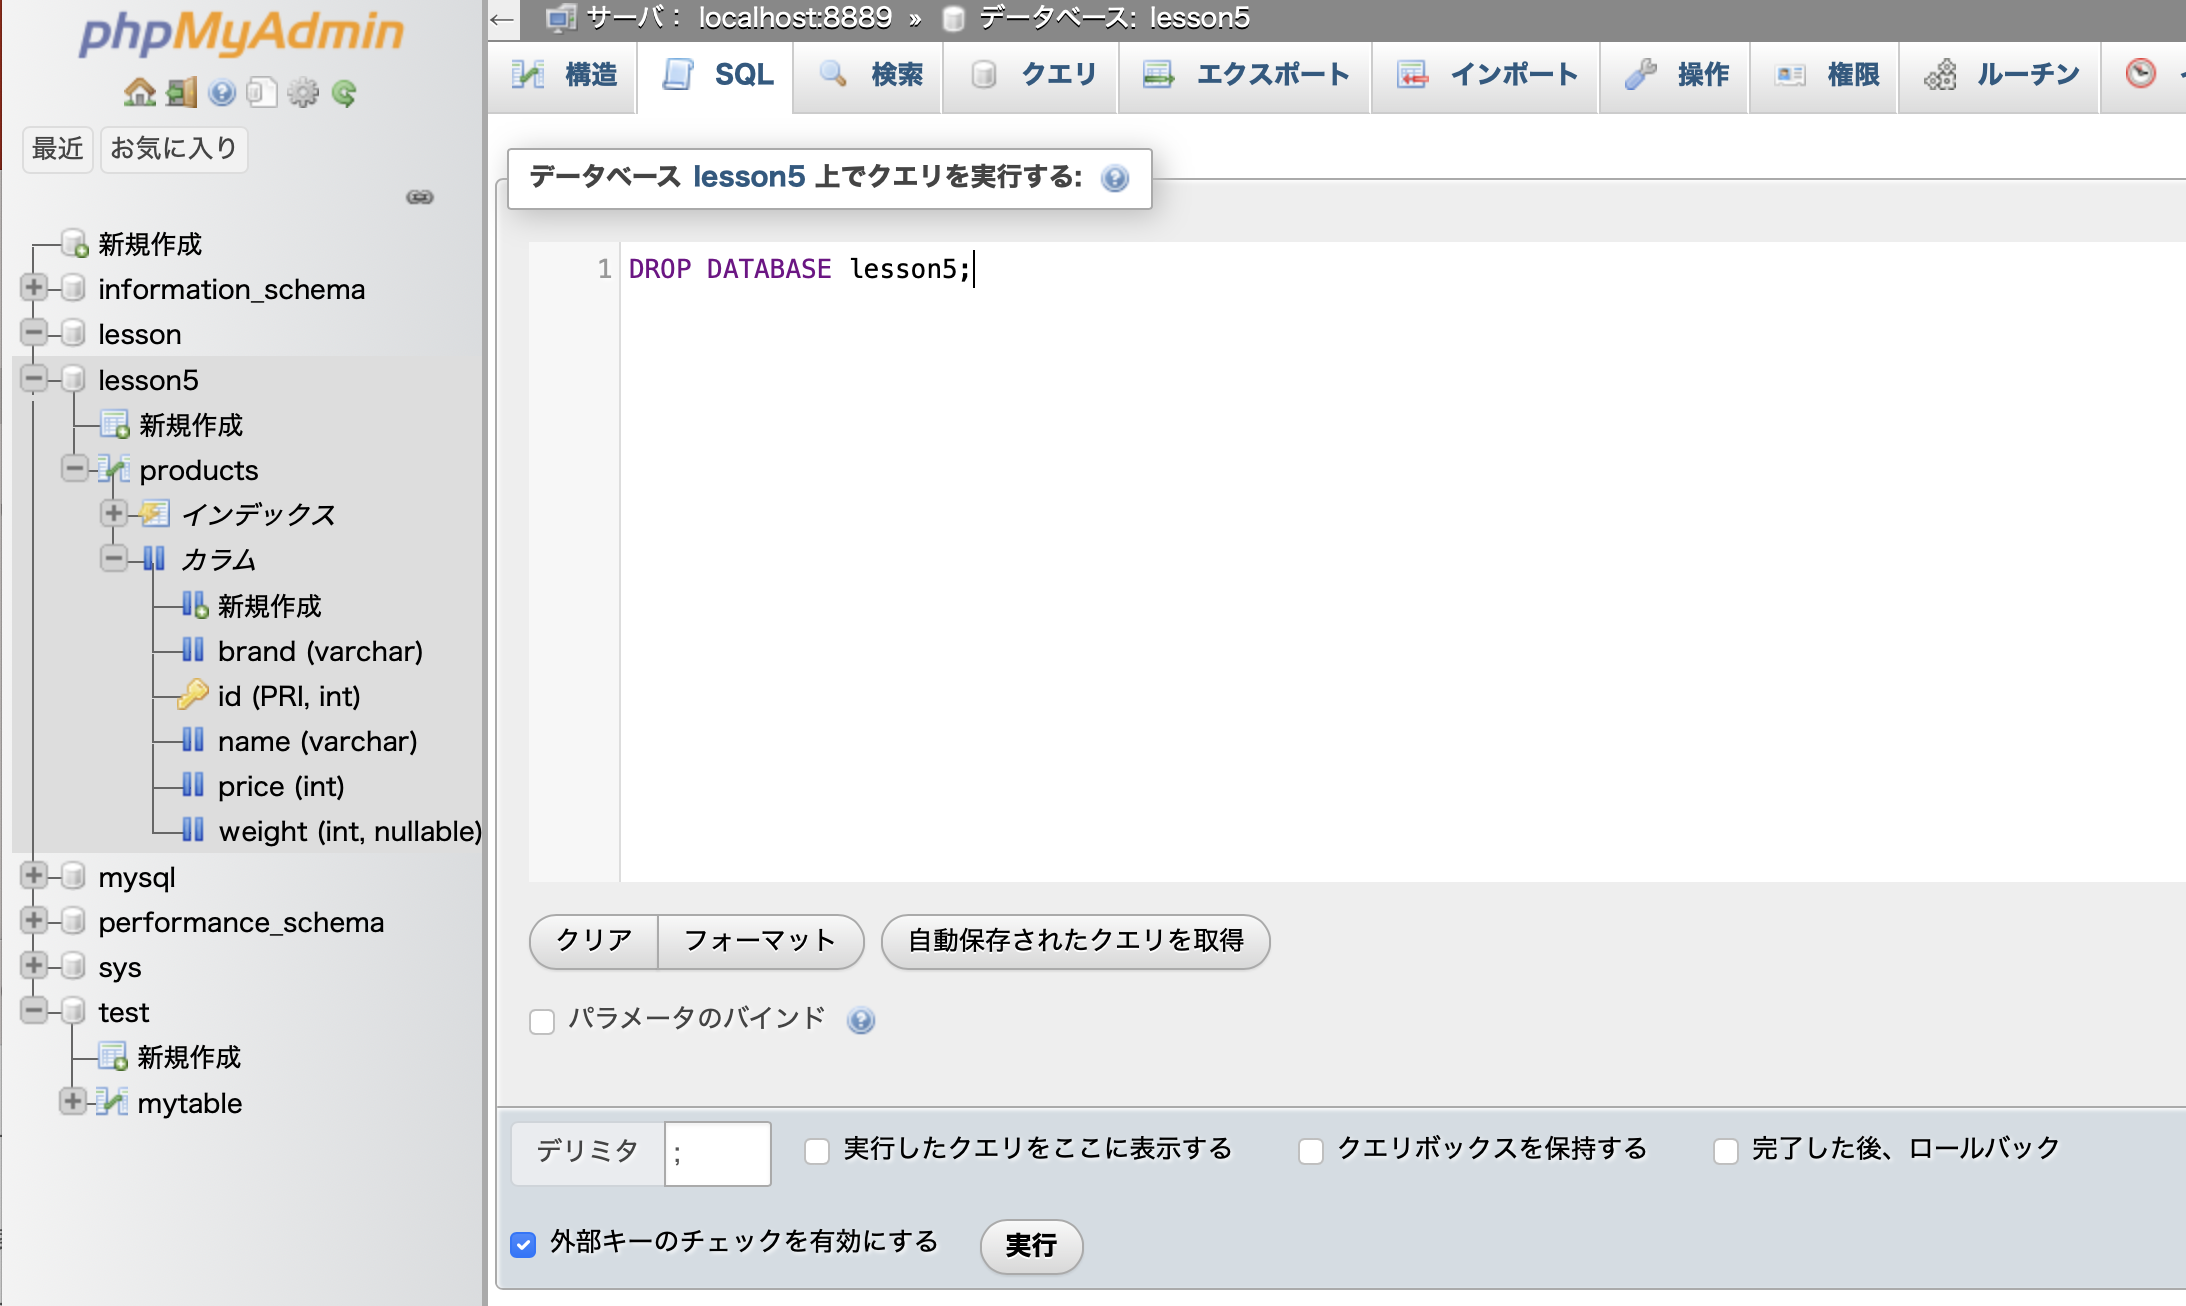 phpMyAdmin
最近 お気に入り
新規作成
information_schema
lesson
lesson5
新規作成
products
インデックス
カラム
新規作成
brand (varchar)
id (PRI, int)
name (varchar)
price (int)
weight (int, nullable)
mysql
performance_schema
sys
test
新規作成
mytable
サーバ： localhost:8889 » データベース: lesson5
構造 SQL 検索 クエリ エクスポート インポート 操作 権限 ルーチン
データベース lesson5 上でクエリを実行する:
1 DROP DATABASE lesson5;
クリア フォーマット 自動保存されたクエリを取得
パラメータのバインド
デリミタ ; 実行したクエリをここに表示する クエリボックスを保持する 完了した後、ロールバック
外部キーのチェックを有効にする 実行